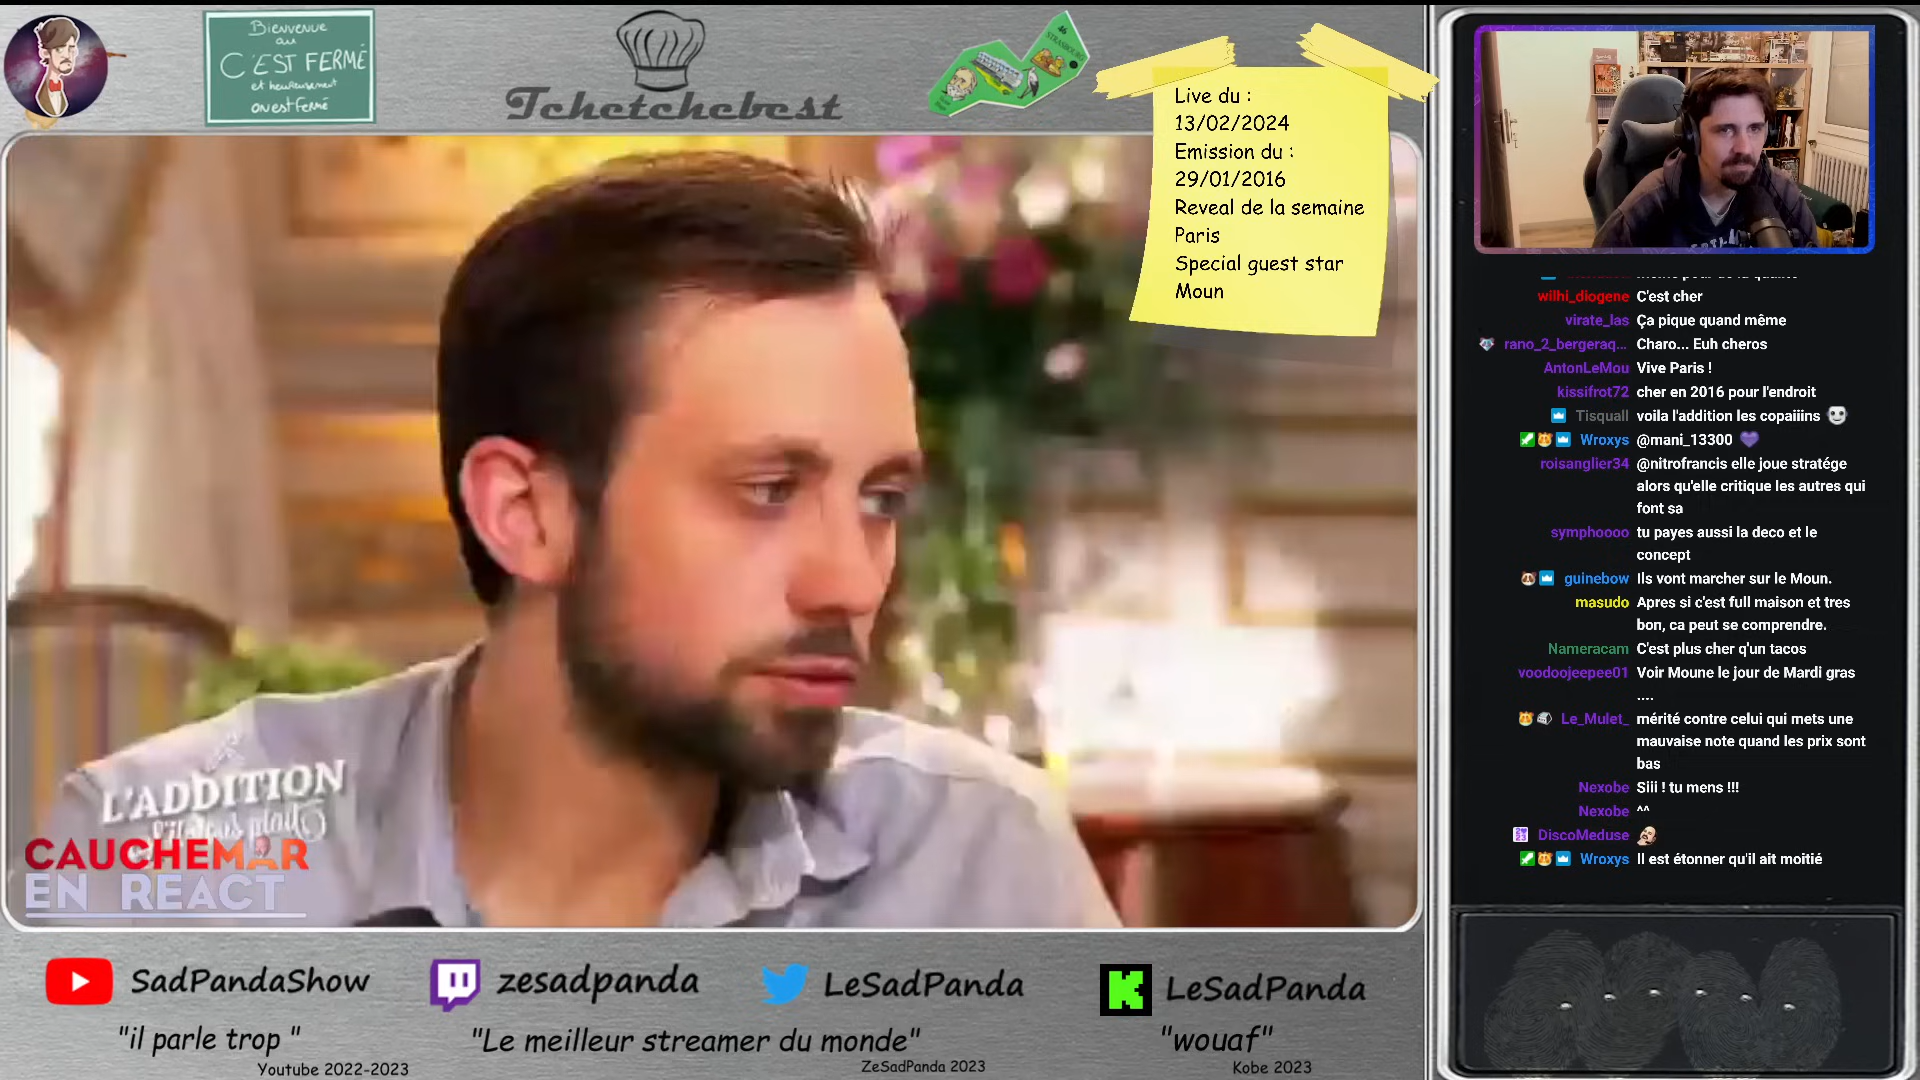 Bienvenue
au
C'EST FERMÉ
et heureusement
on est fermé
Tchetchebest
STRASBOURG
Live du :
13/02/2024
Emission du :
29/01/2016
Reveal de la semaine
Paris
Special guest star
Moun
L'ADDITION
s'il vous plaît
CAUCHEMAR
EN REACT
wilhi_diogene C'est cher
virate_las Ça pique quand même
rano_2_bergeraq... Charo... Euh cheros
AntonLeMou Vive Paris !
kissifrot72 cher en 2016 pour l'endroit
Tisquall voila l'addition les copaiiins
Wroxys @mani_13300
roisanglier34 @nitrofrancis elle joue stratége
alors qu'elle critique les autres qui
font sa
symphoooo tu payes aussi la deco et le
concept
guinebow Ils vont marcher sur le Moun.
masudo Apres si c'est full maison et tres
bon, ca peut se comprendre.
Nameracam C'est plus cher q'un tacos
voodoojeepee01 Voir Moune le jour de Mardi gras
....
Le_Mulet_ mérité contre celui qui mets une
mauvaise note quand les prix sont
bas
Nexobe Siii ! tu mens !!!
Nexobe ^^
DiscoMeduse
Wroxys Il est étonner qu'il ait moitié
SadPandaShow
zesadpanda
LeSadPanda
LeSadPanda
"il parle trop "
Youtube 2022-2023
"Le meilleur streamer du monde"
ZeSadPanda 2023
"wouaf"
Kobe 2023